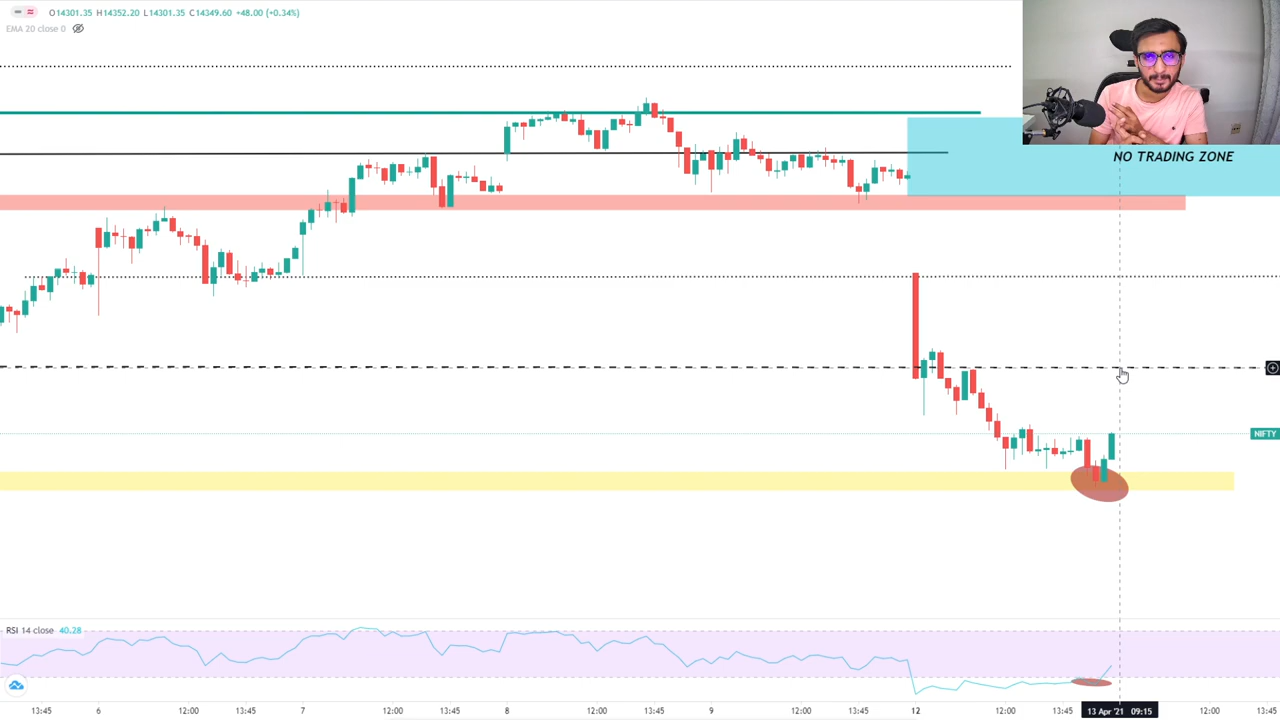 O14301.35 H14352.20 L14301.35 C14349.60 +48.00 (+0.34%)
EMA 20 close 0
NO TRADING ZONE
NIFTY
RSI 14 close 40.28
13:45 6 12:00 13:45 7 12:00 13:45 8 12:00 13:45 9 12:00 13:45 12 12:00 13:45 13 Apr '21 09:15 12:00 13:45